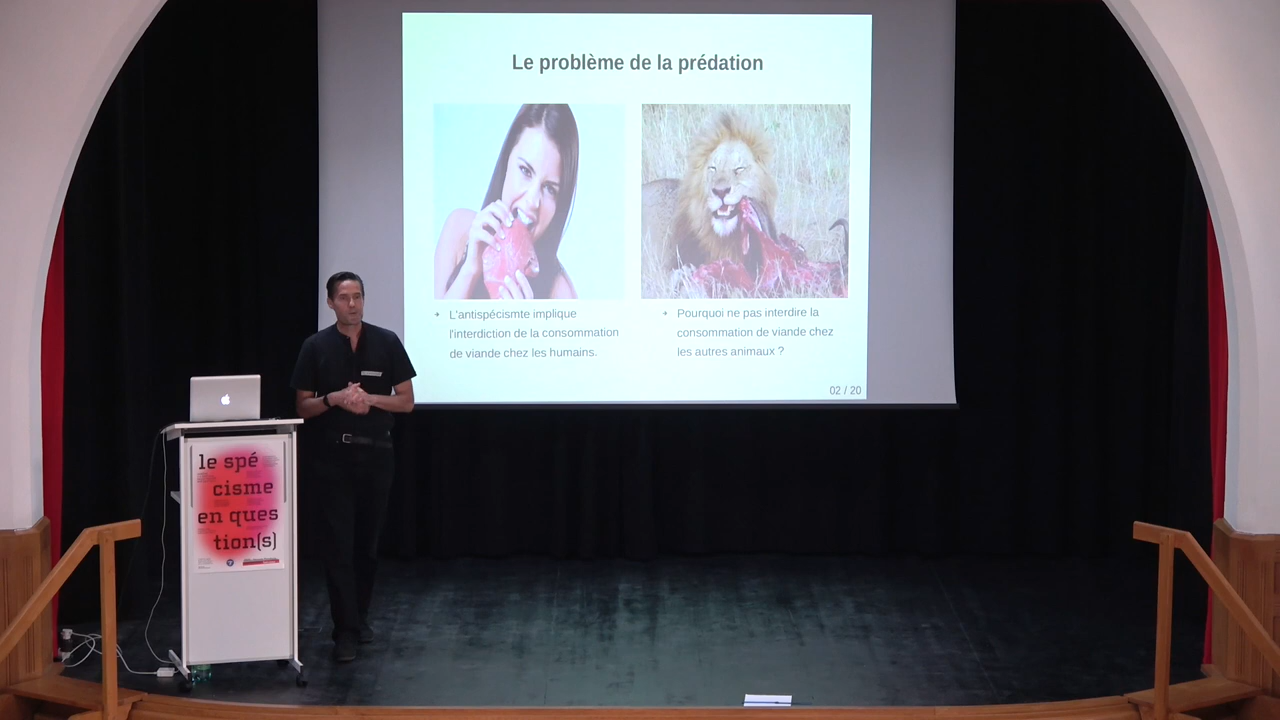 Le problème de la prédation
L'antispécismte implique
l'interdiction de la consommation
de viande chez les humains.
Pourquoi ne pas interdire la
consommation de viande chez
les autres animaux ?
02 / 20
le spé
cisme
en ques
tion(s)